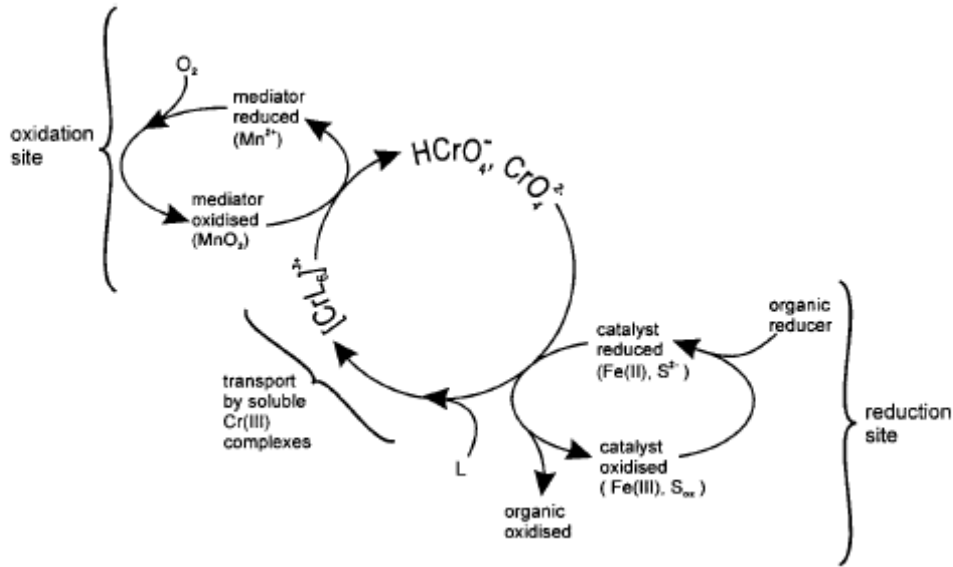 O₂
mediator
reduced
(Mn²⁺)
oxidation
site
mediator
oxidised
(MnO₂)
HCrO₄⁻, CrO₄²⁻
[CrL₆]³⁺
organic
reducer
catalyst
reduced
(Fe(II), S²⁻ )
transport
by soluble
Cr(III)
complexes
reduction
site
L
catalyst
oxidised
( Fe(III), Sₒₓ )
organic
oxidised